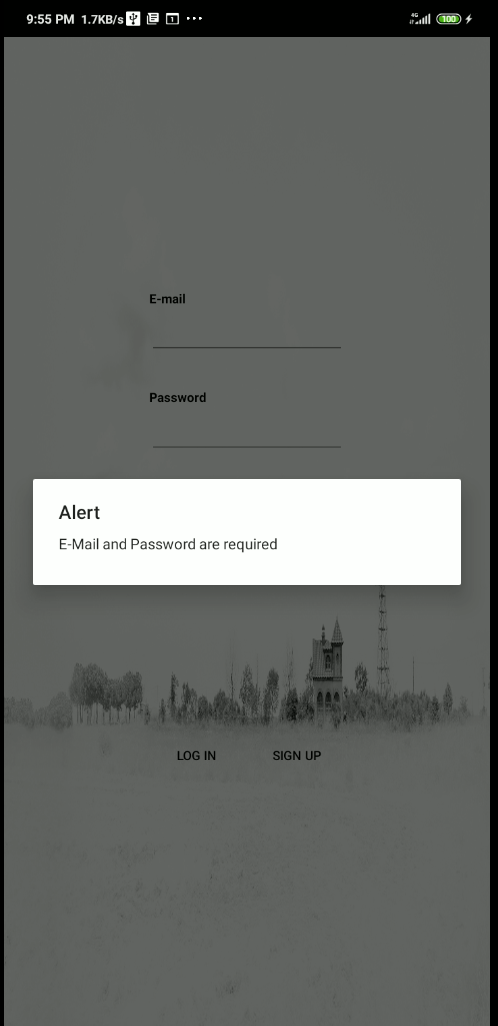 9:55 PM 1.7KB/s 1 4G 100
E-mail
Password
Alert
E-Mail and Password are required
LOG IN SIGN UP